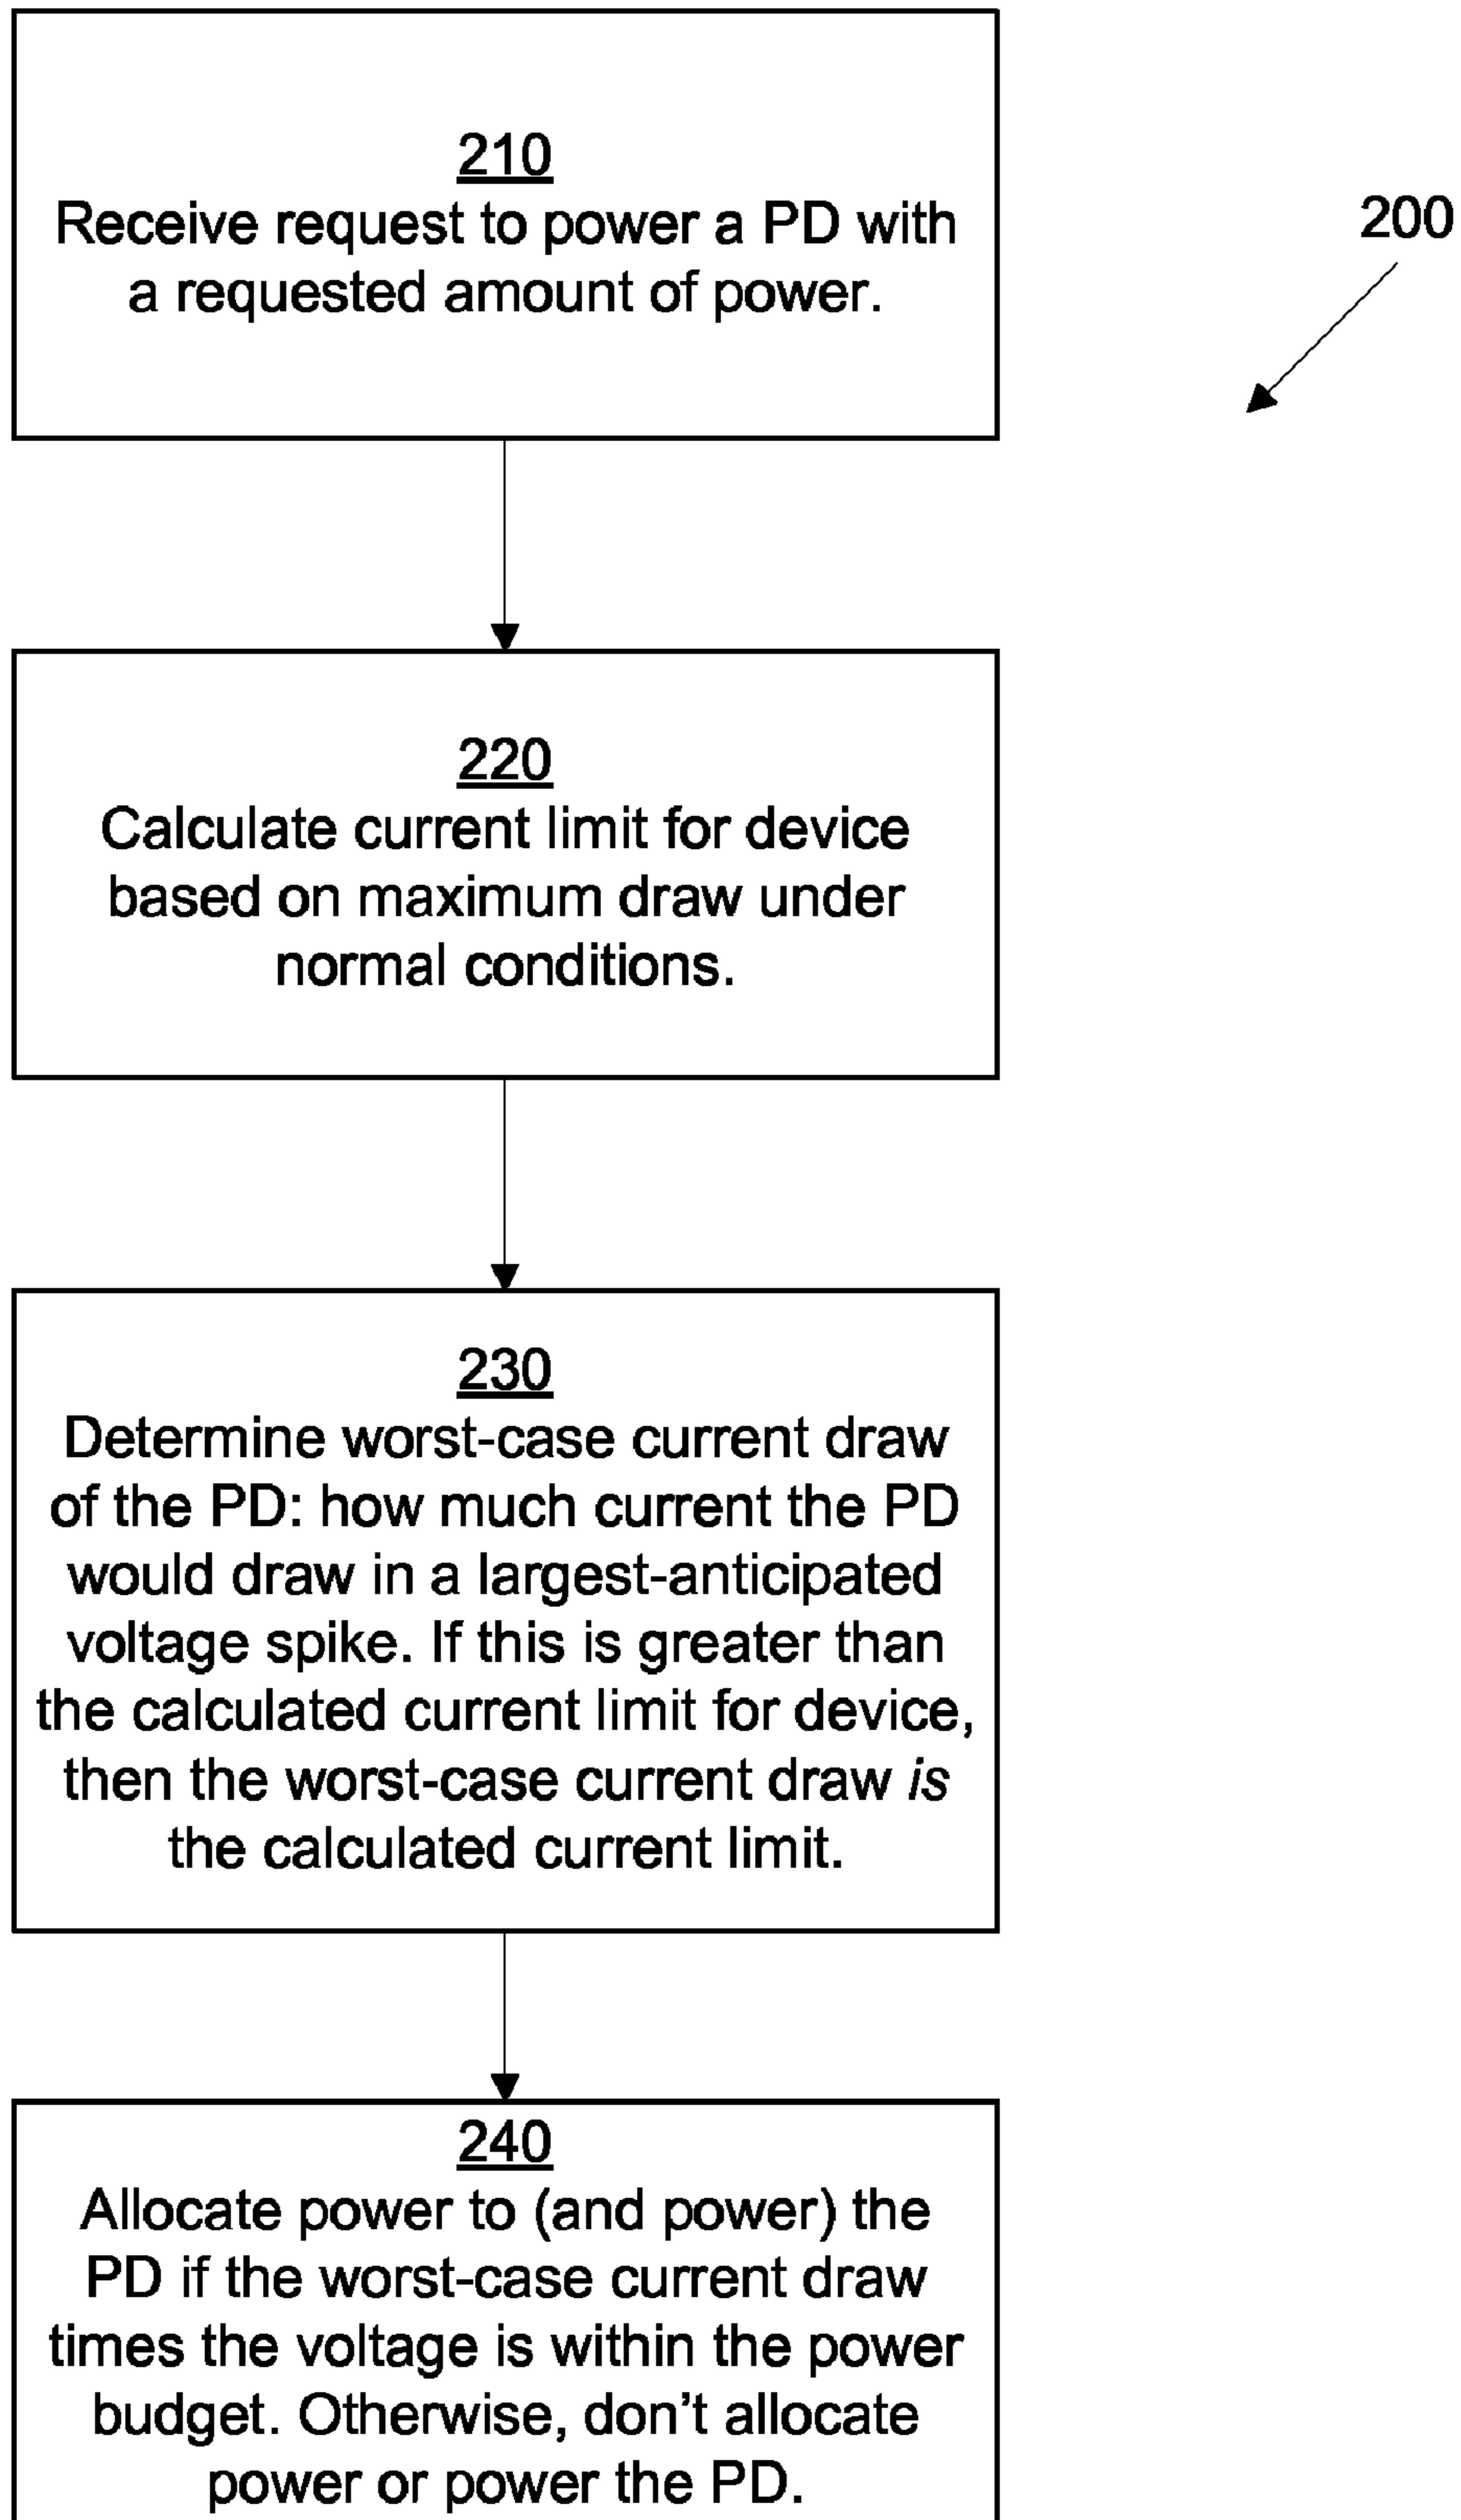 210
Receive request to power a PD with
a requested amount of power.
200
220
Calculate current limit for device
based on maximum draw under
normal conditions.
230
Determine worst-case current draw
of the PD: how much current the PD
would draw in a largest-anticipated
voltage spike. If this is greater than
the calculated current limit for device,
then the worst-case current draw is
the calculated current limit.
240
Allocate power to (and power) the
PD if the worst-case current draw
times the voltage is within the power
budget. Otherwise, don't allocate
power or power the PD.